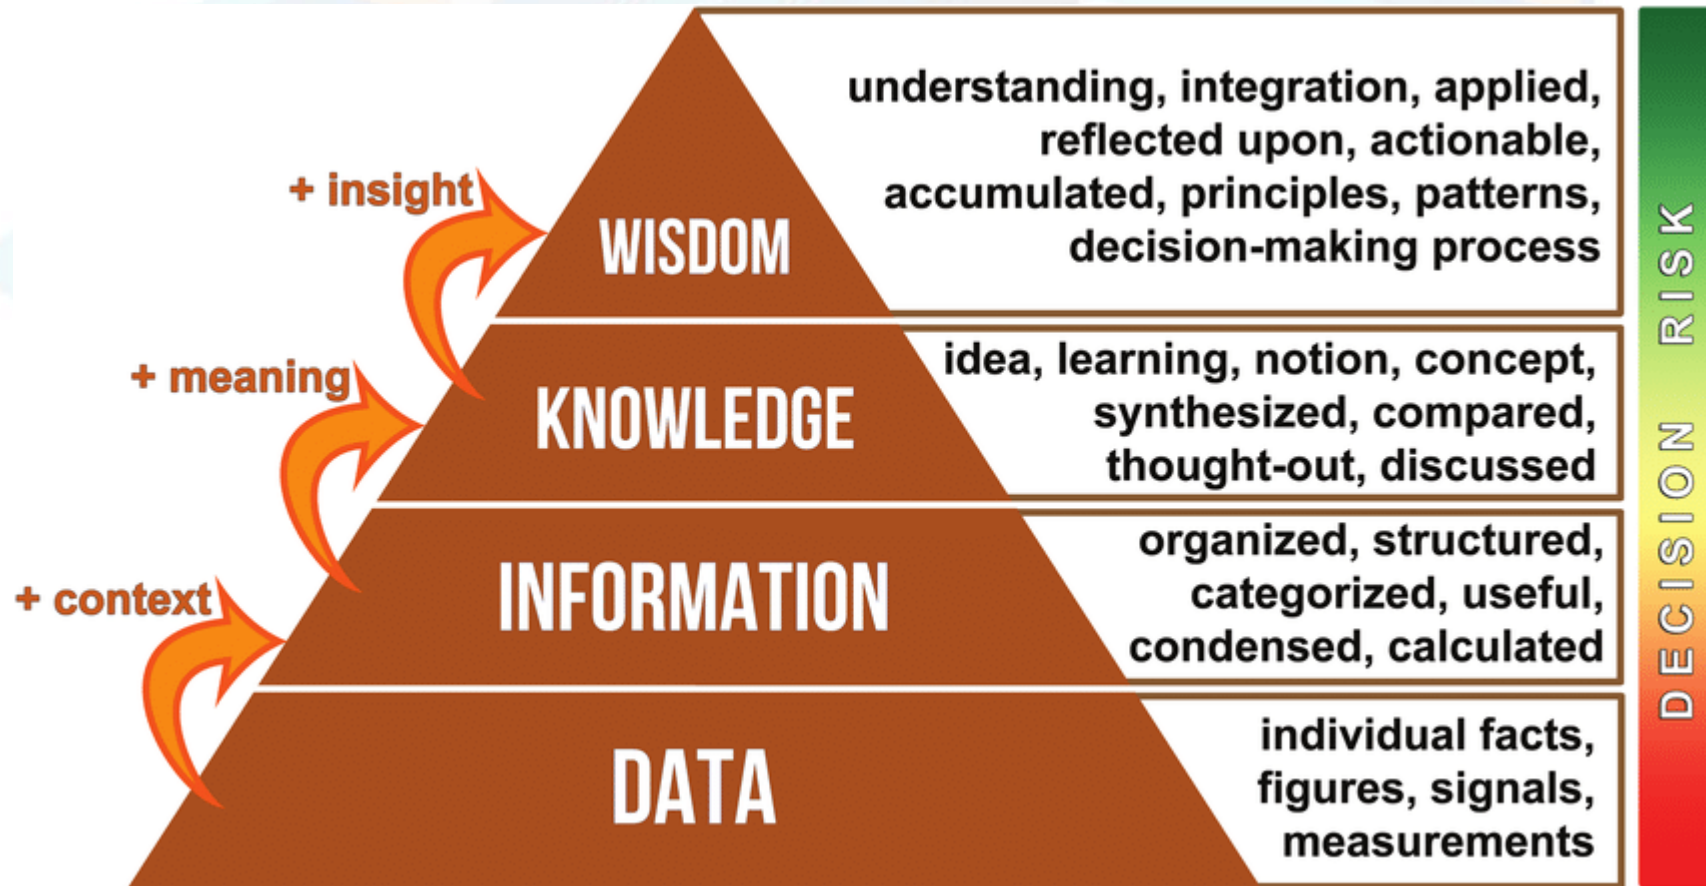 understanding, integration, applied,
reflected upon, actionable,
accumulated, principles, patterns,
decision-making process
+ insight
WISDOM
idea, learning, notion, concept,
synthesized, compared,
thought-out, discussed
+ meaning
KNOWLEDGE
organized, structured,
categorized, useful,
condensed, calculated
+ context
INFORMATION
individual facts,
figures, signals,
measurements
DATA
DECISION RISK